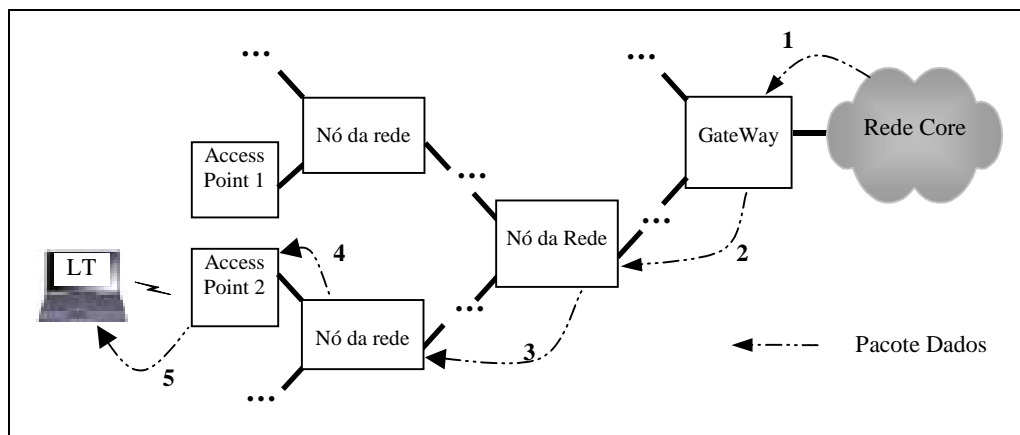 ...
...
1
Nó da rede
GateWay
Rede Core
Access
Point 1
...
...
Nó da Rede
2
4
LT
Access
Point 2
...
Nó da rede
3
Pacote Dados
5
...